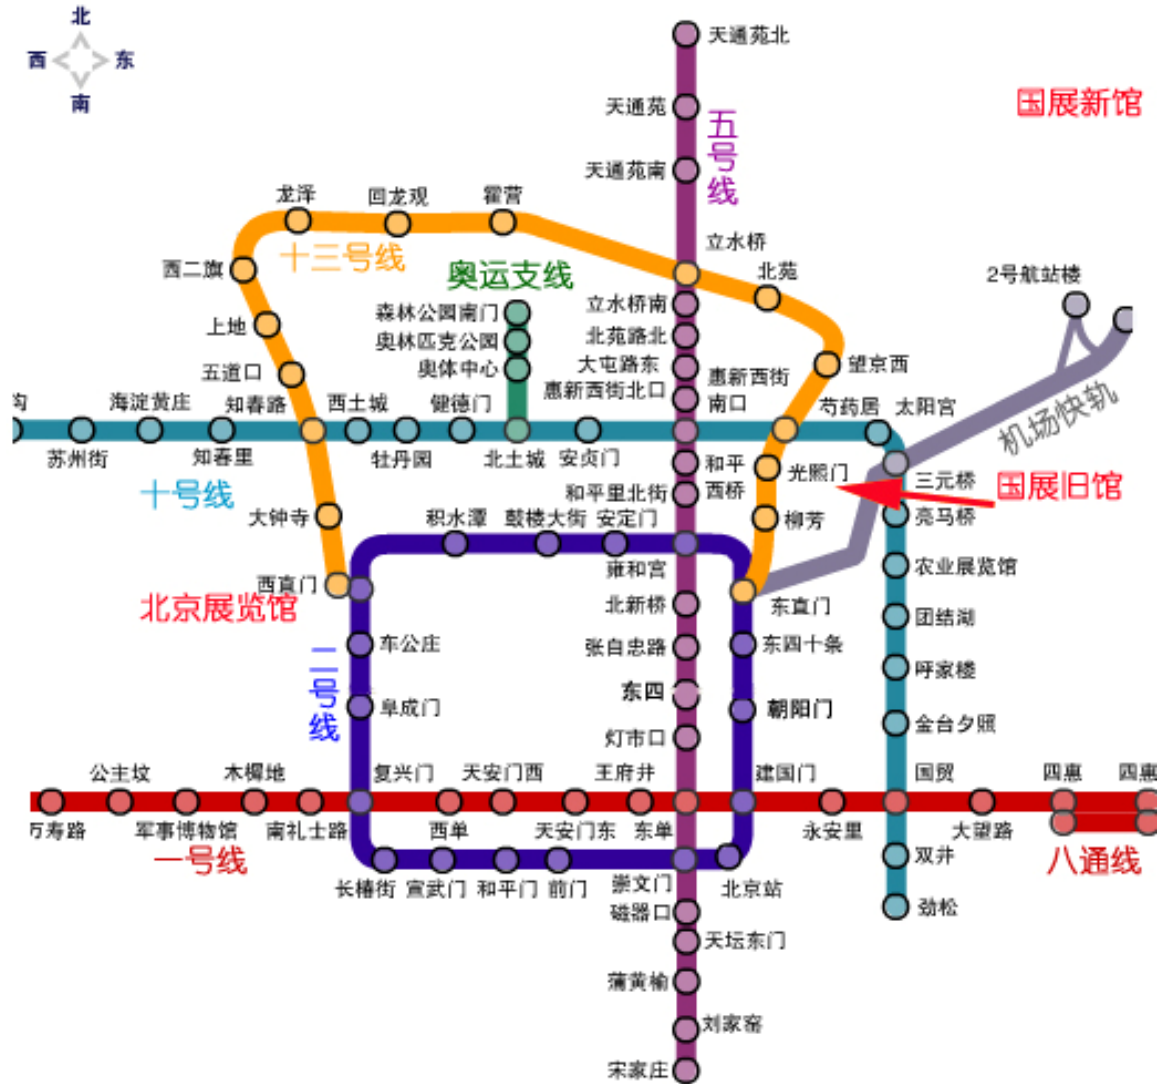 北
西 东
南
天通苑北
国展新馆
天通苑
五号线
天通苑南
龙泽
回龙观
霍营
立水桥
十三号线
西二旗
奥运支线
北苑
2号航站楼
森林公园南门
立水桥南
上地
奥林匹克公园
北苑路北
五道口
奥体中心
大屯路东
望京西
惠新西街
惠新西街北口
南口
沟
海淀黄庄
知春路
西土城
健德门
芍药居
太阳宫
机场快轨
苏州街
知春里
牡丹园
北土城
安贞门
和平
西桥
光熙门
三元桥
十号线
和平里北街
国展旧馆
大钟寺
积水潭
鼓楼大街
安定门
柳芳
亮马桥
雍和宫
农业展览馆
西直门
北京展览馆
北新桥
东直门
团结湖
车公庄
张自忠路
东四十条
二号线
呼家楼
东四
阜成门
朝阳门
灯市口
金台夕照
公主坟
木樨地
复兴门
天安门西
王府井
建国门
国贸
四惠
四惠
万寿路
军事博物馆
南礼士路
西单
天安门东
东单
永安里
大望路
一号线
双井
八通线
长椿街
宣武门
和平门
前门
崇文门
北京站
磁器口
劲松
天坛东门
蒲黄榆
刘家窑
宋家庄